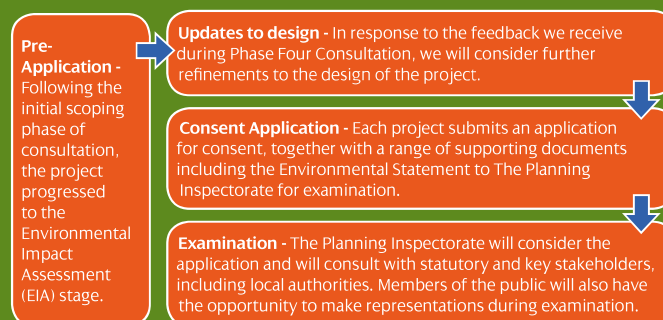 Pre-
Application -
Following the
initial scoping
phase of
consultation,
the project
progressed
to the
Environmental
Impact
Assessment
(EIA) stage.
Updates to design - In response to the feedback we receive
during Phase Four Consultation, we will consider further
refinements to the design of the project.
Consent Application - Each project submits an application
for consent, together with a range of supporting documents
including the Environmental Statement to The Planning
Inspectorate for examination.
Examination - The Planning Inspectorate will consider the
application and will consult with statutory and key stakeholders,
including local authorities. Members of the public will also have
the opportunity to make representations during examination.